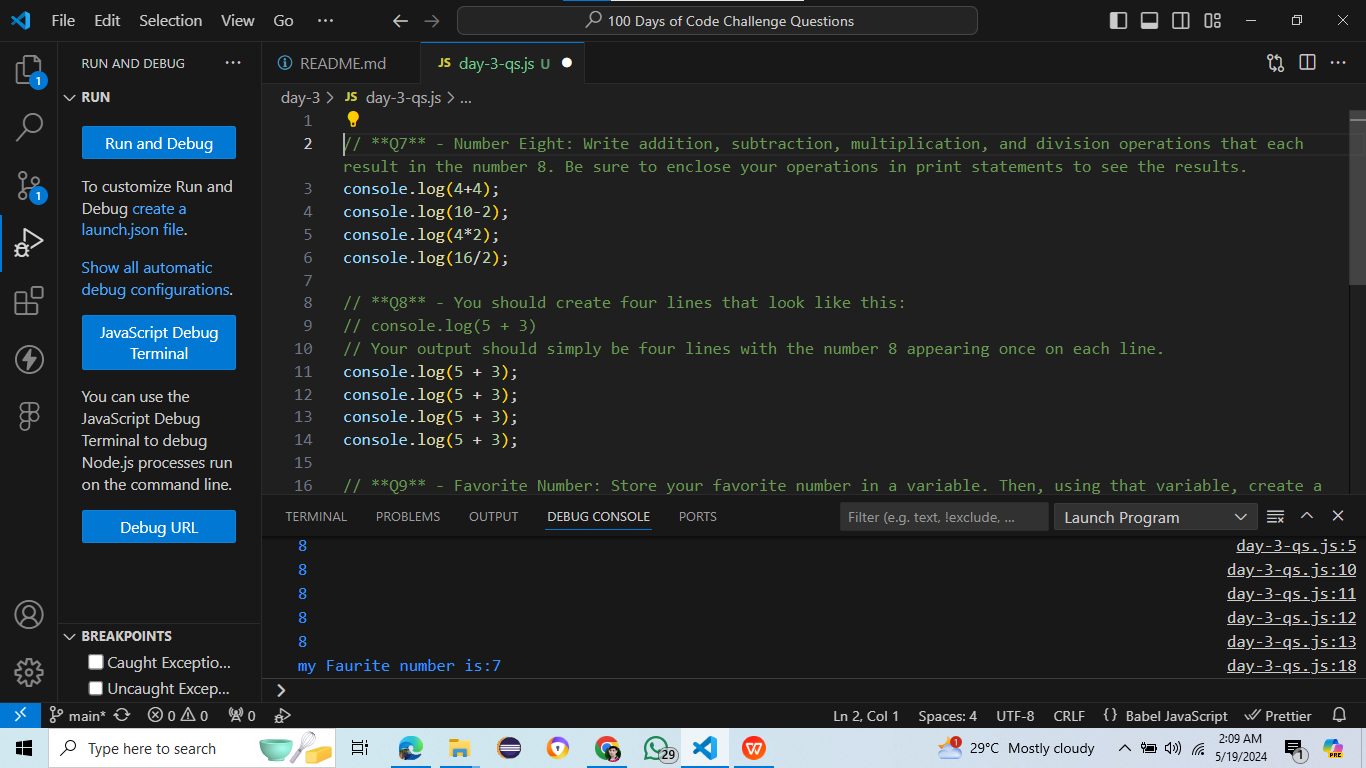 File Edit Selection View Go ··· 100 Days of Code Challenge Questions
RUN AND DEBUG ···
RUN
Run and Debug
To customize Run and
Debug create a
launch.json file.
Show all automatic
debug configurations.
JavaScript Debug
Terminal
You can use the
JavaScript Debug
Terminal to debug
Node.js processes run
on the command line.
Debug URL
BREAKPOINTS
Caught Exceptio...
Uncaught Excep...
README.md JS day-3-qs.js U
day-3 > JS day-3-qs.js > ...
1
2 // **Q7** - Number Eight: Write addition, subtraction, multiplication, and division operations that each
result in the number 8. Be sure to enclose your operations in print statements to see the results.
3 console.log(4+4);
4 console.log(10-2);
5 console.log(4*2);
6 console.log(16/2);
7
8 // **Q8** - You should create four lines that look like this:
9 // console.log(5 + 3)
10 // Your output should simply be four lines with the number 8 appearing once on each line.
11 console.log(5 + 3);
12 console.log(5 + 3);
13 console.log(5 + 3);
14 console.log(5 + 3);
15
16 // **Q9** - Favorite Number: Store your favorite number in a variable. Then, using that variable, create a
TERMINAL PROBLEMS OUTPUT DEBUG CONSOLE PORTS Filter (e.g. text, !exclude, ... Launch Program
8 day-3-qs.js:5
8 day-3-qs.js:10
8 day-3-qs.js:11
8 day-3-qs.js:12
8 day-3-qs.js:13
my Faurite number is:7 day-3-qs.js:18
>
main* 0 0 0 Ln 2, Col 1 Spaces: 4 UTF-8 CRLF {} Babel JavaScript Prettier
Type here to search 29 1 29°C Mostly cloudy 2:09 AM 1 PRE
5/19/2024